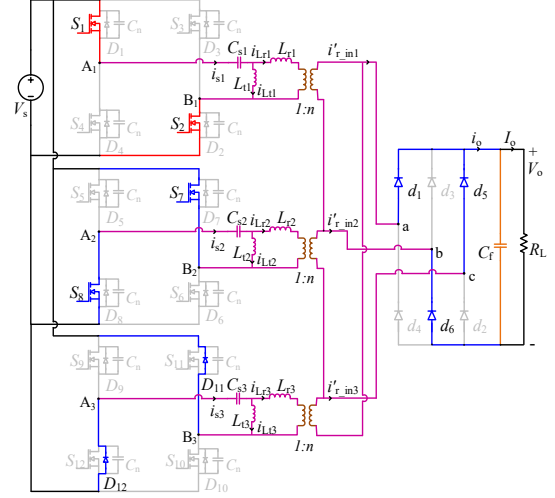 S1 D1 Cn S3 D3 Cn
A1 Cs1 iLr1 Lr1 i'r_in1
is1 Lt1 iLt1
Vs
B1 1:n
S4 D4 Cn S2 D2 Cn
io Io + Vo
d1 d3 d5
S5 D5 Cn S7 D7 Cn
A2 Cs2 iLr2 Lr2 i'r_in2 a
is2 Lt2 iLt2 b Cf RL
B2 1:n c
S8 D8 Cn S6 D6 Cn
d4 d6 d2 -
S9 D9 Cn S11 D11 Cn
A3 Cs3 iLr3 Lr3 i'r_in3
is3 Lt3 iLt3
B3 1:n
S12 D12 Cn S10 D10 Cn